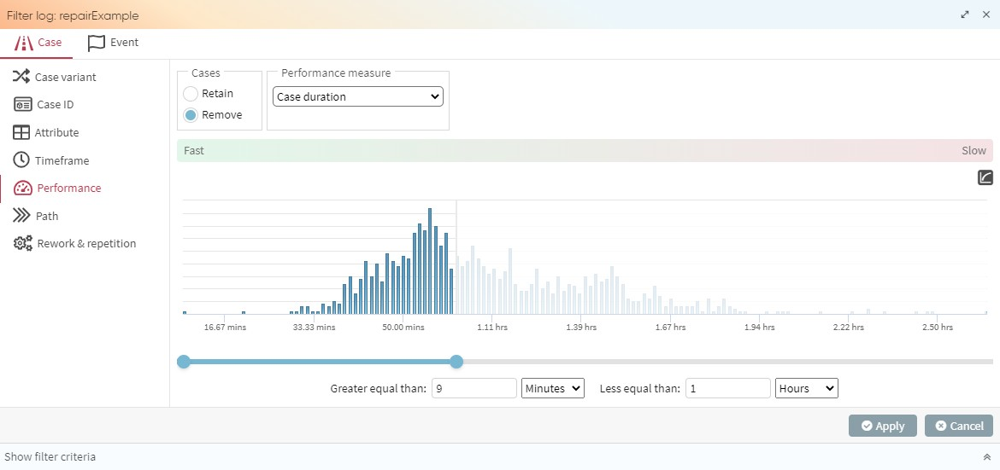 Filter log: repairExample
Case Event
Case variant
Case ID
Attribute
Timeframe
Performance
Path
Rework & repetition
Cases
Retain
Remove
Performance measure
Case duration
Fast Slow
16.67 mins 33.33 mins 50.00 mins 1.11 hrs 1.39 hrs 1.67 hrs 1.94 hrs 2.22 hrs 2.50 hrs
Greater equal than: 9 Minutes Less equal than: 1 Hours
Apply Cancel
Show filter criteria